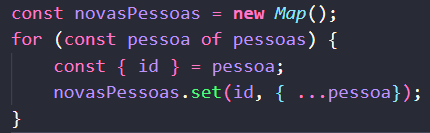 const novasPessoas = new Map();
for (const pessoa of pessoas) {
    const { id } = pessoa;
    novasPessoas.set(id, { ...pessoa});
}